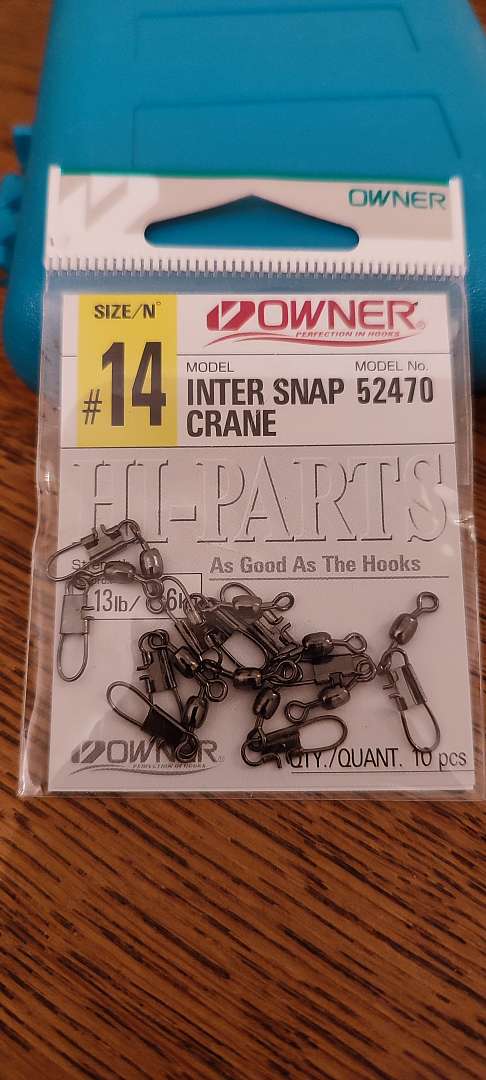 OWNER
SIZE/N°
#14
OWNER®
PERFECTION IN HOOKS
MODEL
INTER SNAP
CRANE
MODEL No.
52470
HI-PARTS
As Good As The Hooks
13lb/
OWNER
PERFECTION IN HOOKS
QTY./QUANT. 10 pcs